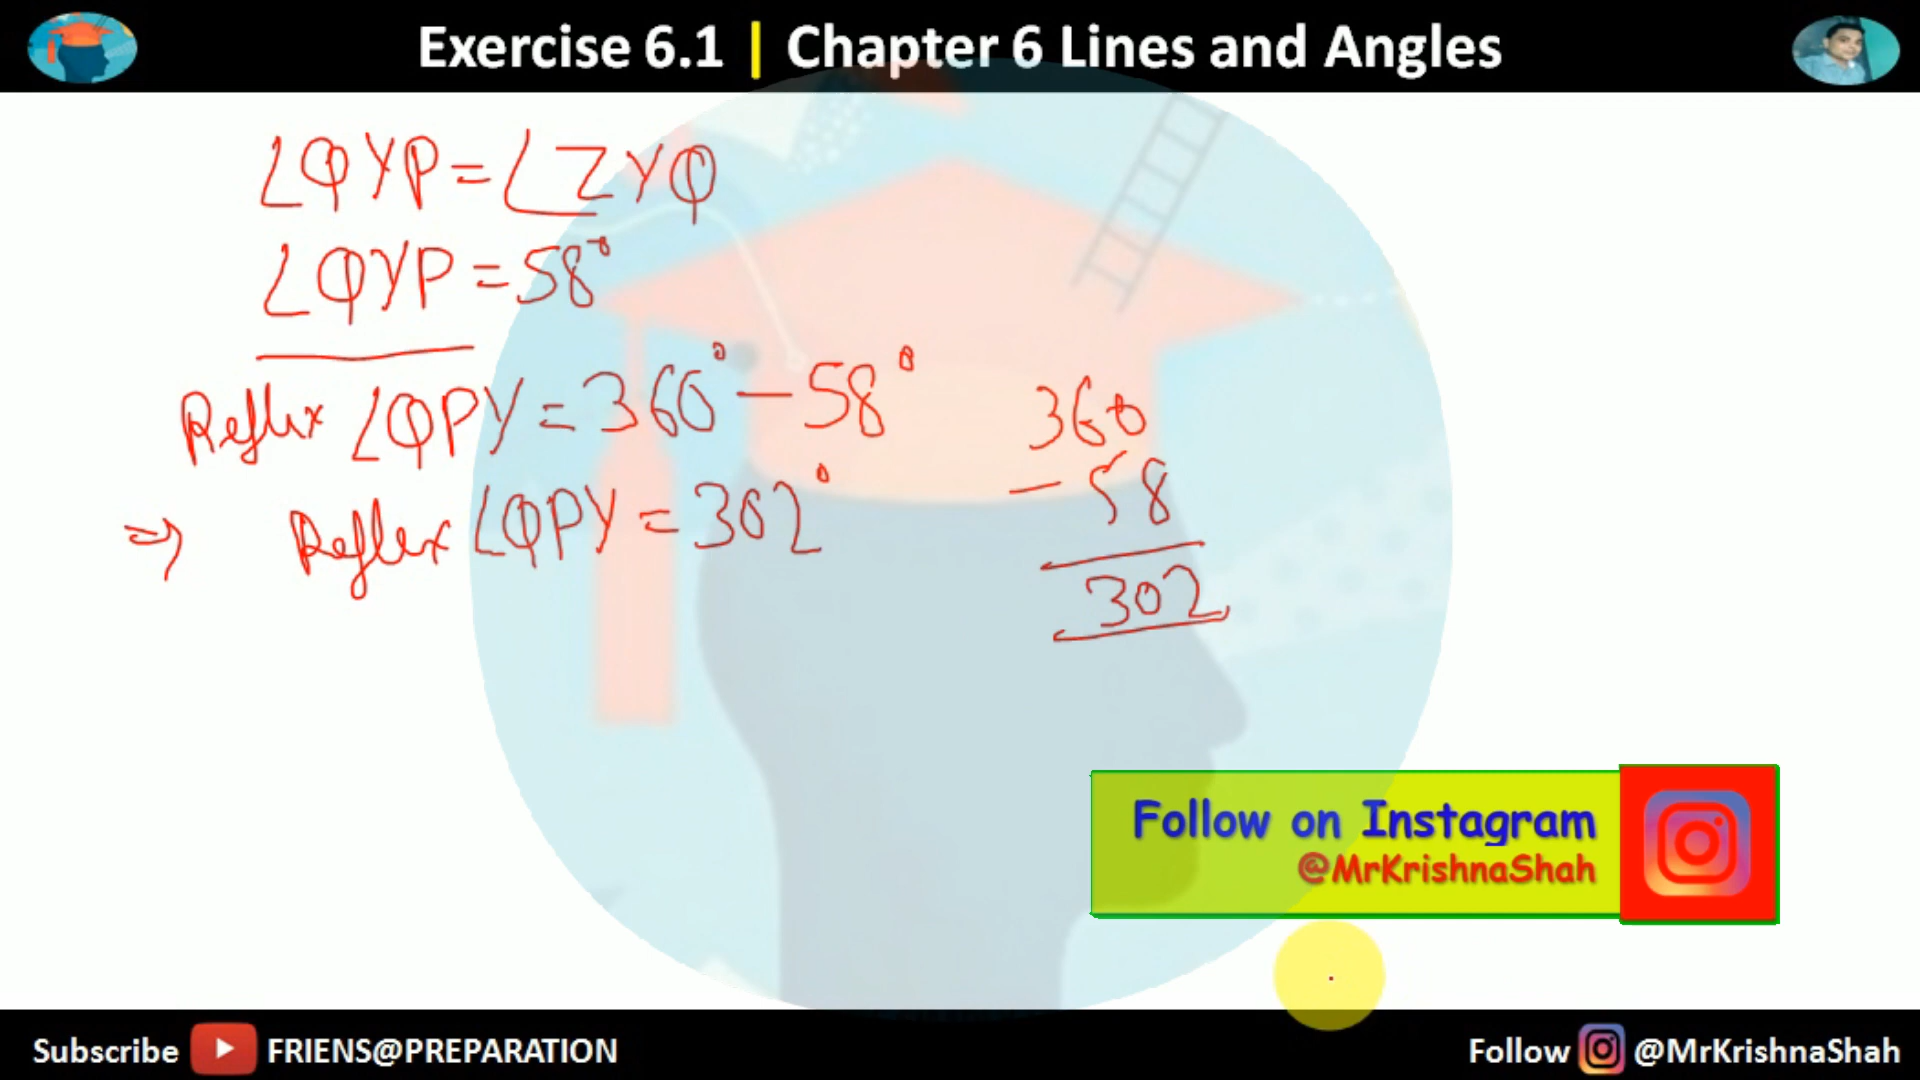 Exercise 6.1 | Chapter 6 Lines and Angles
∠QYP = ∠ZYQ
∠QYP = 58°
Reflex ∠QPY = 360° - 58°
⇒ Reflex ∠QPY = 302°
360
- 58
302
Follow on Instagram
@MrKrishnaShah
Subscribe FRIENS@PREPARATION
Follow @MrKrishnaShah